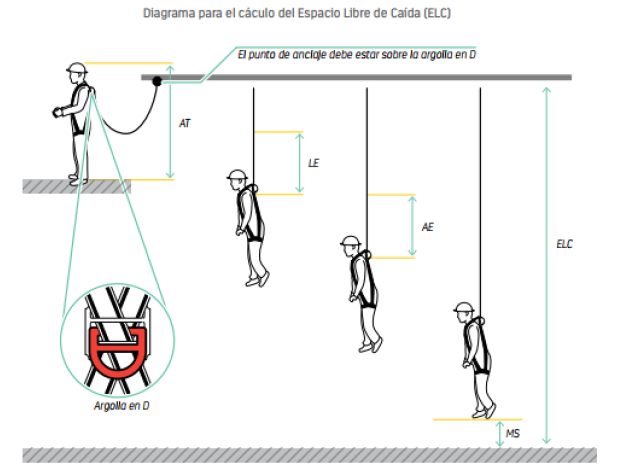 Diagrama para el cáculo del Espacio Libre de Caída (ELC)
El punto de anclaje debe estar sobre la argolla en D
AT
LE
AE
ELC
MS
Argolla en D